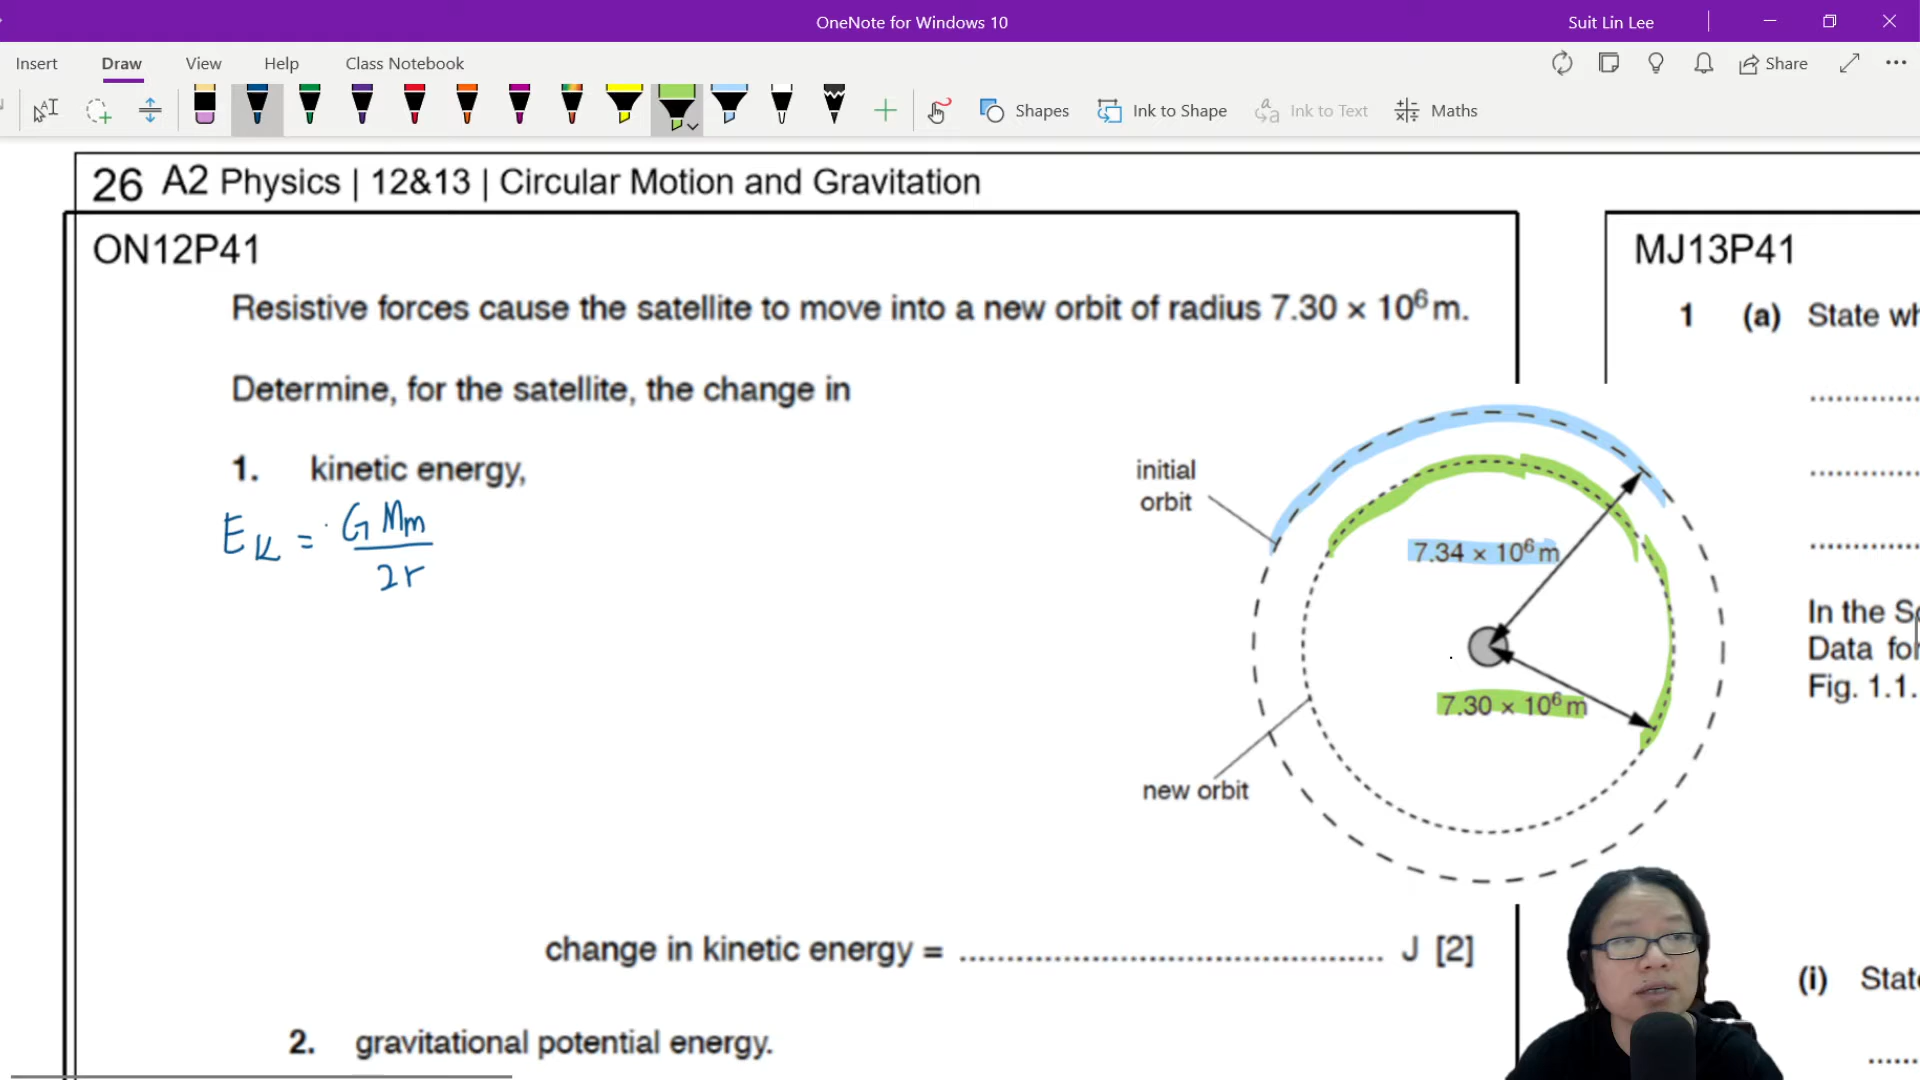 OneNote for Windows 10
Suit Lin Lee
Insert Draw View Help Class Notebook
Share
Shapes Ink to Shape Ink to Text Maths
26 A2 Physics | 12&13 | Circular Motion and Gravitation
ON12P41
Resistive forces cause the satellite to move into a new orbit of radius 7.30 × 10⁶ m.
Determine, for the satellite, the change in
1. kinetic energy,
E_K = GMm / 2r
initial
orbit
7.34 × 10⁶ m
7.30 × 10⁶ m
new orbit
change in kinetic energy = ............................................ J [2]
2. gravitational potential energy.
MJ13P41
1 (a) State wh
...............
...............
...............
In the So
Data for
Fig. 1.1.
(i) State
.......